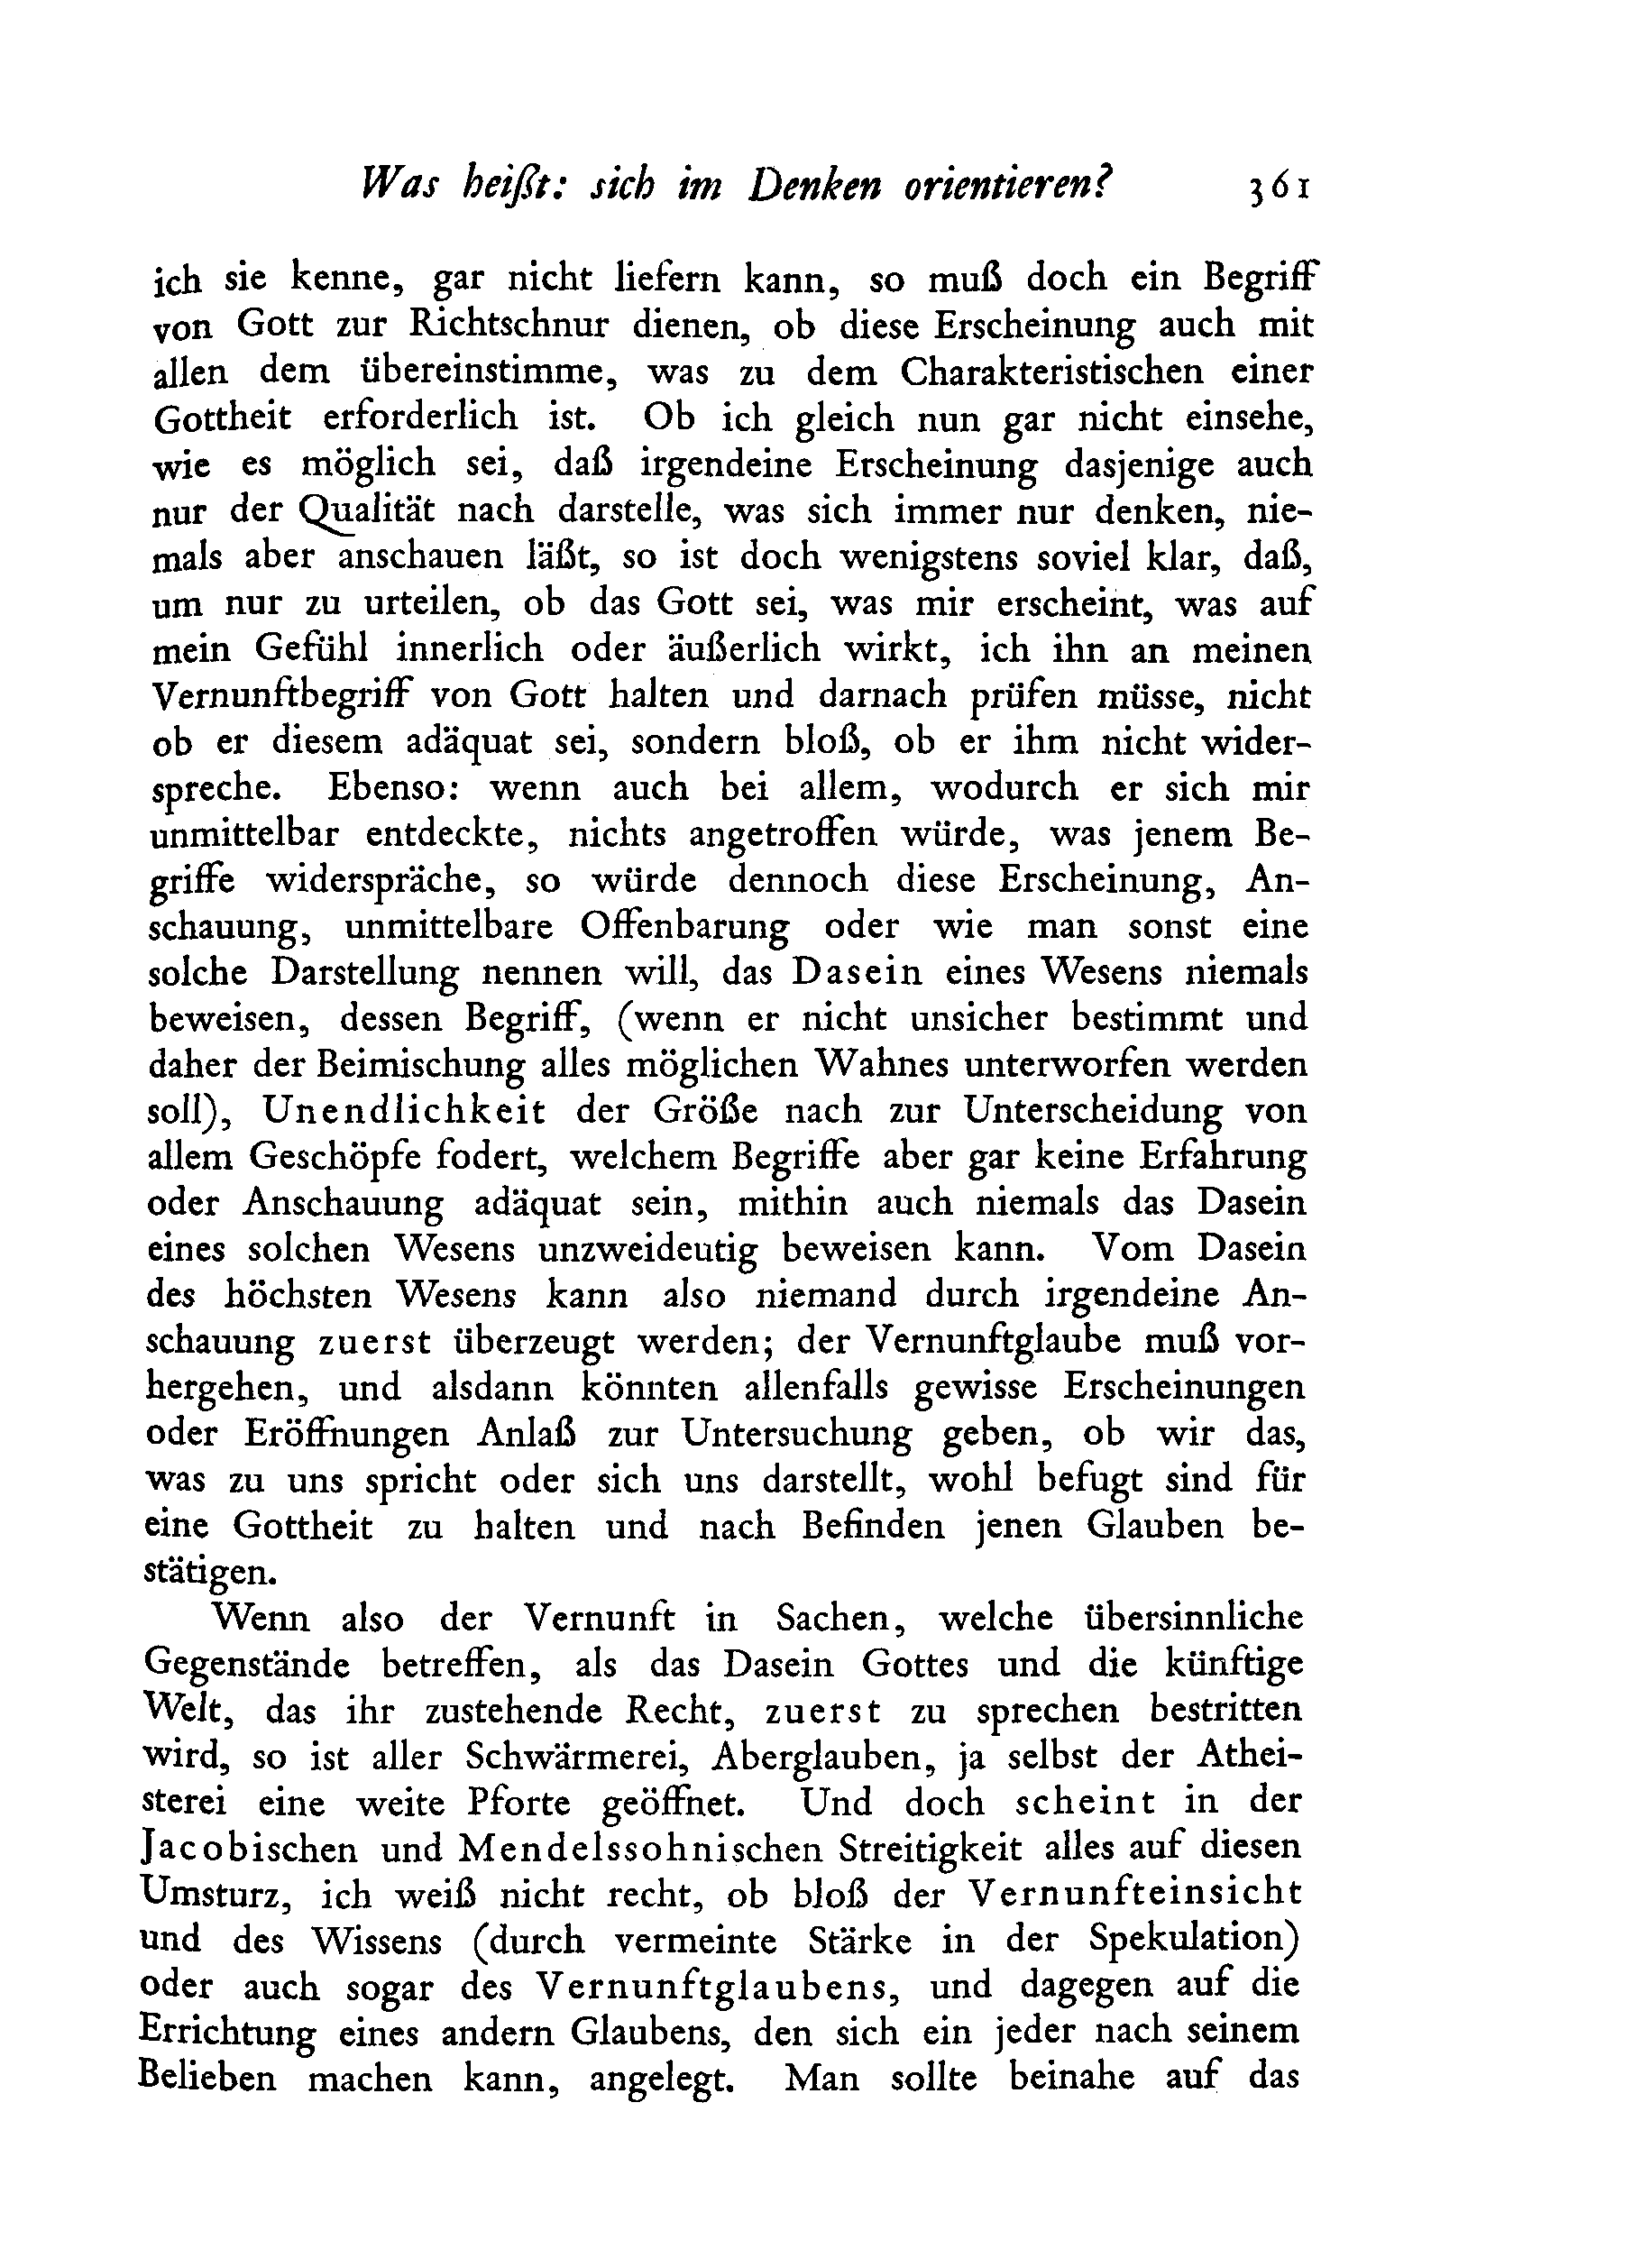 Was heißt: sich im Denken orientieren? 361
ich sie kenne, gar nicht liefern kann, so muß doch ein Begriff
von Gott zur Richtschnur dienen, ob diese Erscheinung auch mit
allen dem übereinstimme, was zu dem Charakteristischen einer
Gottheit erforderlich ist. Ob ich gleich nun gar nicht einsehe,
wie es möglich sei, daß irgendeine Erscheinung dasjenige auch
nur der Qualität nach darstelle, was sich immer nur denken, nie-
mals aber anschauen läßt, so ist doch wenigstens soviel klar, daß,
um nur zu urteilen, ob das Gott sei, was mir erscheint, was auf
mein Gefühl innerlich oder äußerlich wirkt, ich ihn an meinen
Vernunftbegriff von Gott halten und darnach prüfen müsse, nicht
ob er diesem adäquat sei, sondern bloß, ob er ihm nicht wider-
spreche. Ebenso: wenn auch bei allem, wodurch er sich mir
unmittelbar entdeckte, nichts angetroffen würde, was jenem Be-
griffe widerspräche, so würde dennoch diese Erscheinung, An-
schauung, unmittelbare Offenbarung oder wie man sonst eine
solche Darstellung nennen will, das Dasein eines Wesens niemals
beweisen, dessen Begriff, (wenn er nicht unsicher bestimmt und
daher der Beimischung alles möglichen Wahnes unterworfen werden
soll), Unendlichkeit der Größe nach zur Unterscheidung von
allem Geschöpfe fodert, welchem Begriffe aber gar keine Erfahrung
oder Anschauung adäquat sein, mithin auch niemals das Dasein
eines solchen Wesens unzweideutig beweisen kann. Vom Dasein
des höchsten Wesens kann also niemand durch irgendeine An-
schauung zuerst überzeugt werden; der Vernunftglaube muß vor-
hergehen, und alsdann könnten allenfalls gewisse Erscheinungen
oder Eröffnungen Anlaß zur Untersuchung geben, ob wir das,
was zu uns spricht oder sich uns darstellt, wohl befugt sind für
eine Gottheit zu halten und nach Befinden jenen Glauben be-
stätigen.
Wenn also der Vernunft in Sachen, welche übersinnliche
Gegenstände betreffen, als das Dasein Gottes und die künftige
Welt, das ihr zustehende Recht, zuerst zu sprechen bestritten
wird, so ist aller Schwärmerei, Aberglauben, ja selbst der Athei-
sterei eine weite Pforte geöffnet. Und doch scheint in der
Jacobischen und Mendelssohnischen Streitigkeit alles auf diesen
Umsturz, ich weiß nicht recht, ob bloß der Vernunfteinsicht
und des Wissens (durch vermeinte Stärke in der Spekulation)
oder auch sogar des Vernunftglaubens, und dagegen auf die
Errichtung eines andern Glaubens, den sich ein jeder nach seinem
Belieben machen kann, angelegt. Man sollte beinahe auf das